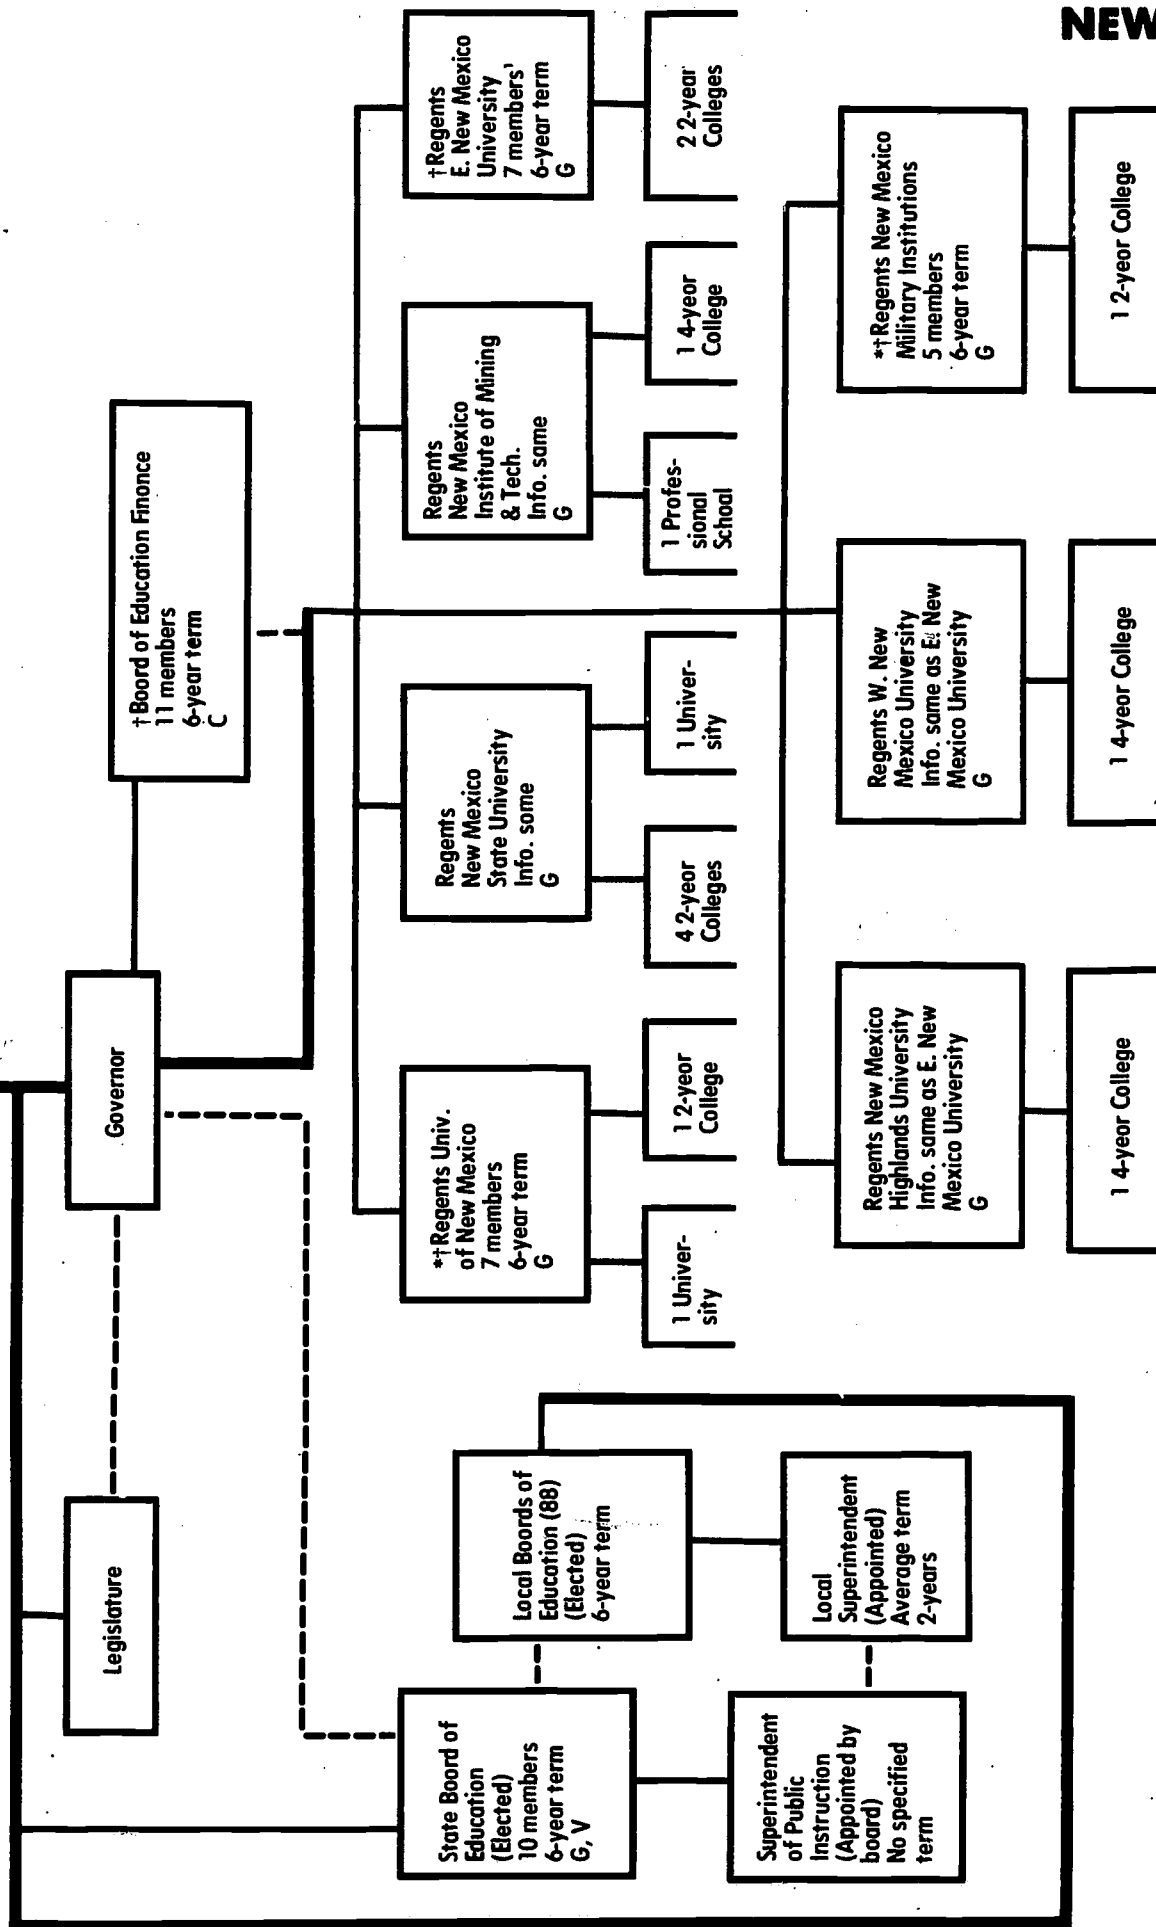 NEW
Legislature
Governor
†Board of Education Finonce
11 members
6-year term
C
State Board of
Education
(Elected)
10 members
6-year term
G, V
Local Boards of
Education (88)
(Elected)
6-year term
Superintendent
of Public
Instruction
(Appointed by
board)
No specified
term
Local
Superintendent
(Appointed)
Average term
2-years
*†Regents Univ.
of New Mexico
7 members
6-year term
G
Regents
New Mexico
State University
Info. some
G
Regents
New Mexico
Institute of Mining
& Tech.
Info. same
G
†Regents
E. New Mexico
University
7 members'
6-year term
G
1 Univer-
sity
1 2-year
College
4 2-year
Colleges
1 Univer-
sity
1 Profes-
sional
School
1 4-year
College
2 2-year
Colleges
Regents New Mexico
Highlands University
Info. same as E. New
Mexico University
G
Regents W. New
Mexico University
Info. same as E. New
Mexico University
G
*†Regents New Mexico
Military Institutions
5 members
6-year term
G
1 4-year College
1 4-year College
1 2-year College